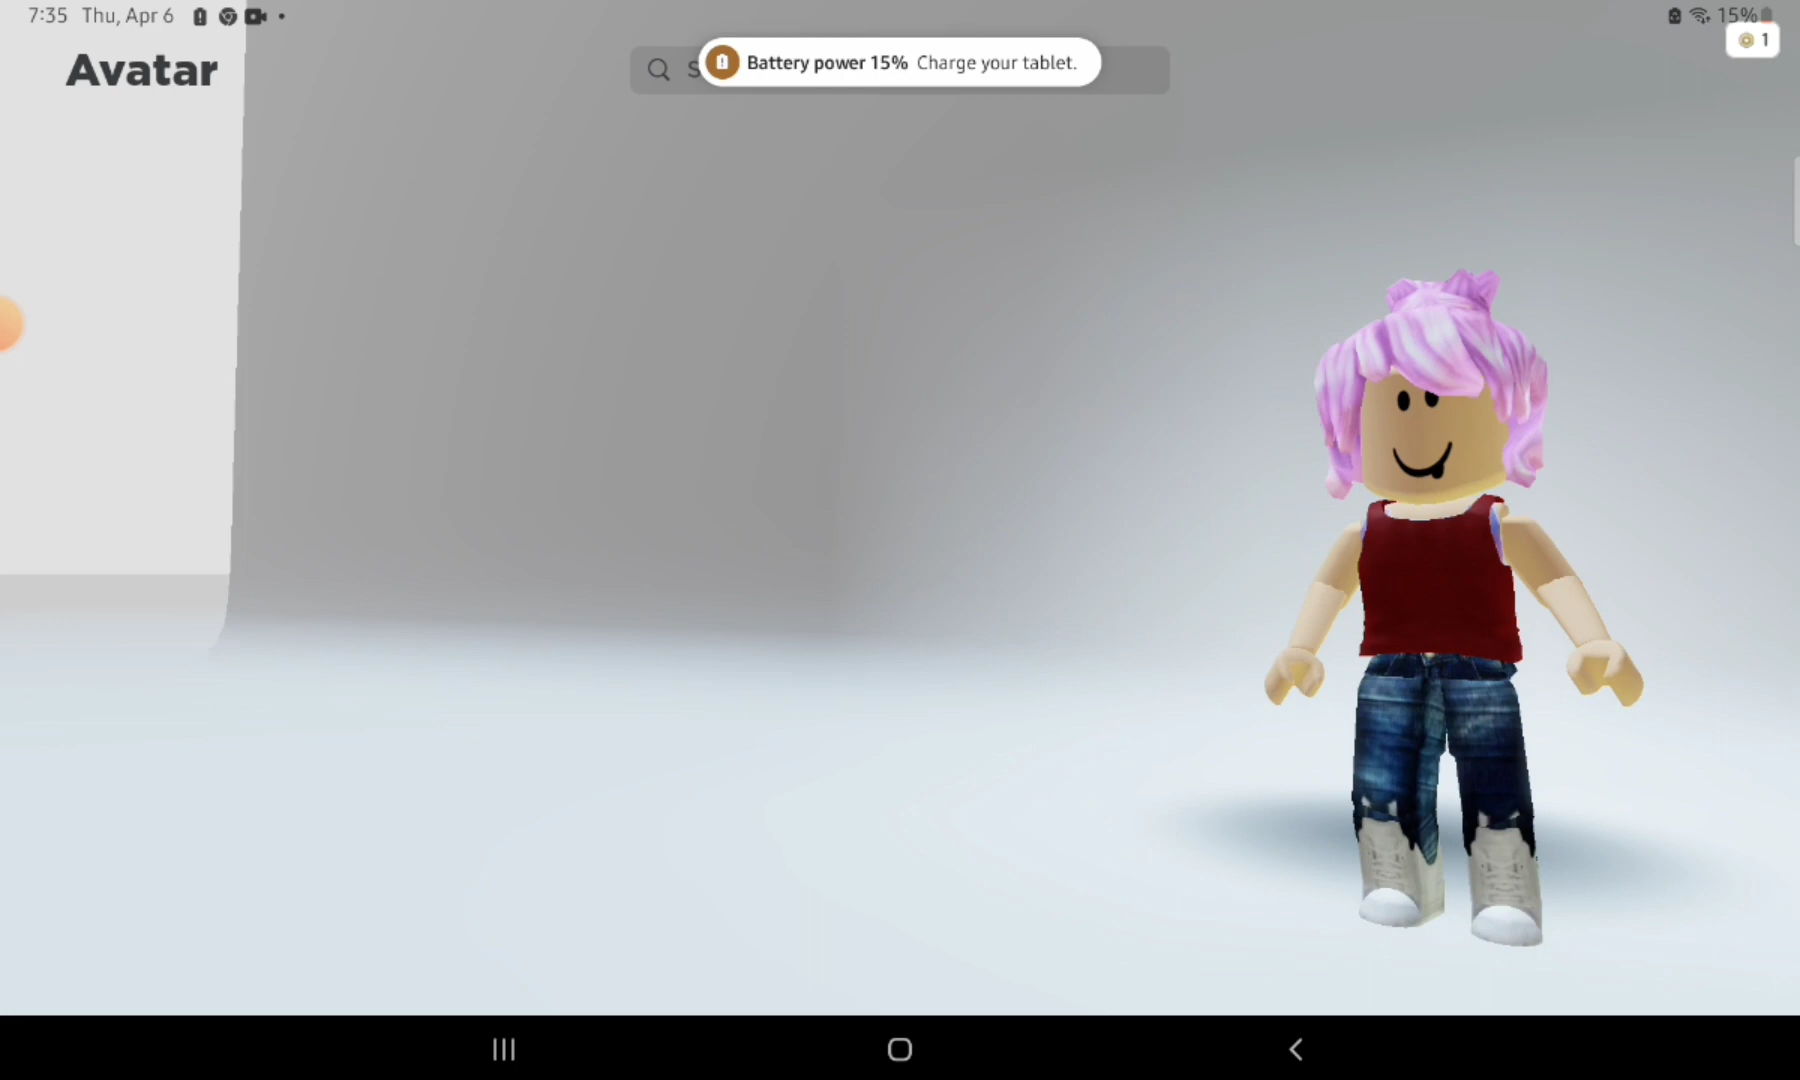 7:35 Thu, Apr 6
15%
1
Avatar
S
Battery power 15% Charge your tablet.